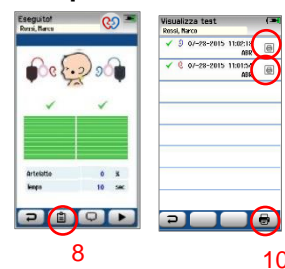 Eseguito!
Rossi, Marco
Artefatto 0 %
Tempo 10 sec
8
Visualizza test
Rossi, Marco
07-28-2015 11:02:13
ABR
07-28-2015 11:01:54
ABR
10